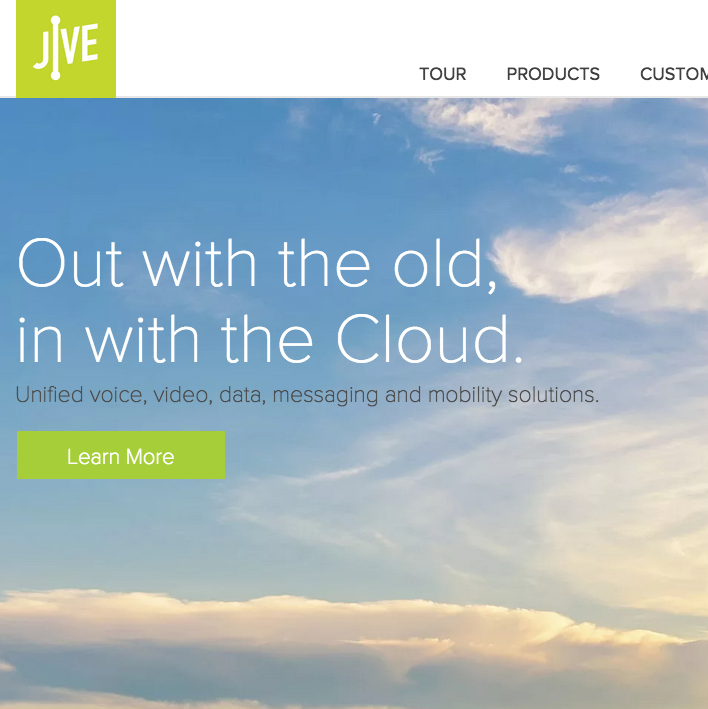 JIVE
TOUR PRODUCTS CUSTOM
Out with the old,
in with the Cloud.
Unified voice, video, data, messaging and mobility solutions.
Learn More